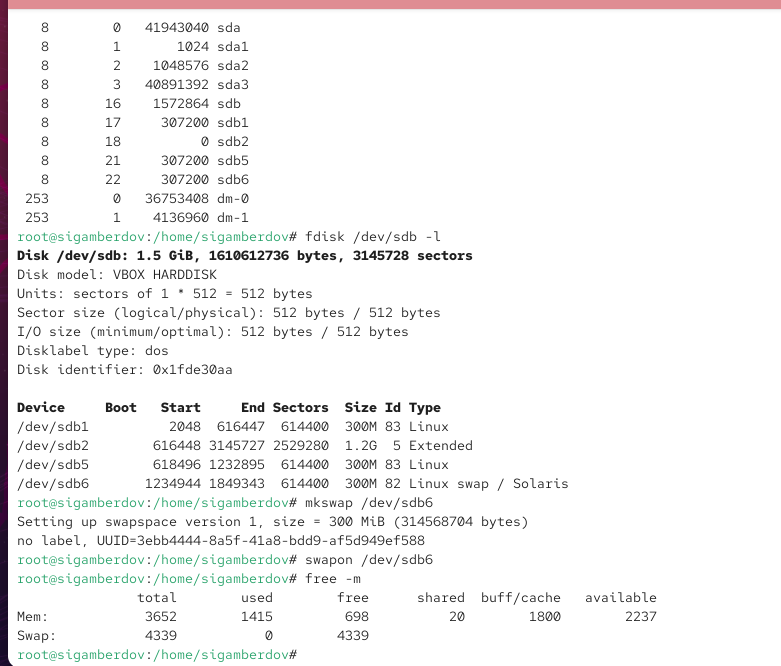 8 0 41943040 sda
8 1 1024 sda1
8 2 1048576 sda2
8 3 40891392 sda3
8 16 1572864 sdb
8 17 307200 sdb1
8 18 0 sdb2
8 21 307200 sdb5
8 22 307200 sdb6
253 0 36753408 dm-0
253 1 4136960 dm-1
root@sigamberdov:/home/sigamberdov# fdisk /dev/sdb -l
Disk /dev/sdb: 1.5 GiB, 1610612736 bytes, 3145728 sectors
Disk model: VBOX HARDDISK
Units: sectors of 1 * 512 = 512 bytes
Sector size (logical/physical): 512 bytes / 512 bytes
I/O size (minimum/optimal): 512 bytes / 512 bytes
Disklabel type: dos
Disk identifier: 0x1fde30aa
Device Boot Start End Sectors Size Id Type
/dev/sdb1 2048 616447 614400 300M 83 Linux
/dev/sdb2 616448 3145727 2529280 1.2G 5 Extended
/dev/sdb5 618496 1232895 614400 300M 83 Linux
/dev/sdb6 1234944 1849343 614400 300M 82 Linux swap / Solaris
root@sigamberdov:/home/sigamberdov# mkswap /dev/sdb6
Setting up swapspace version 1, size = 300 MiB (314568704 bytes)
no label, UUID=3ebb4444-8a5f-41a8-bdd9-af5d949ef588
root@sigamberdov:/home/sigamberdov# swapon /dev/sdb6
root@sigamberdov:/home/sigamberdov# free -m
total used free shared buff/cache available
Mem: 3652 1415 698 20 1800 2237
Swap: 4339 0 4339
root@sigamberdov:/home/sigamberdov#